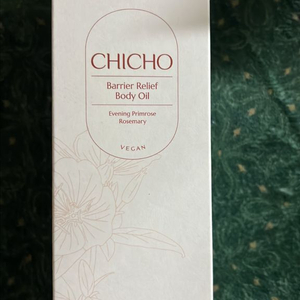 CHICHO
Barrier Relief
Body Oil
Evening Primrose
Rosemary
VEGAN